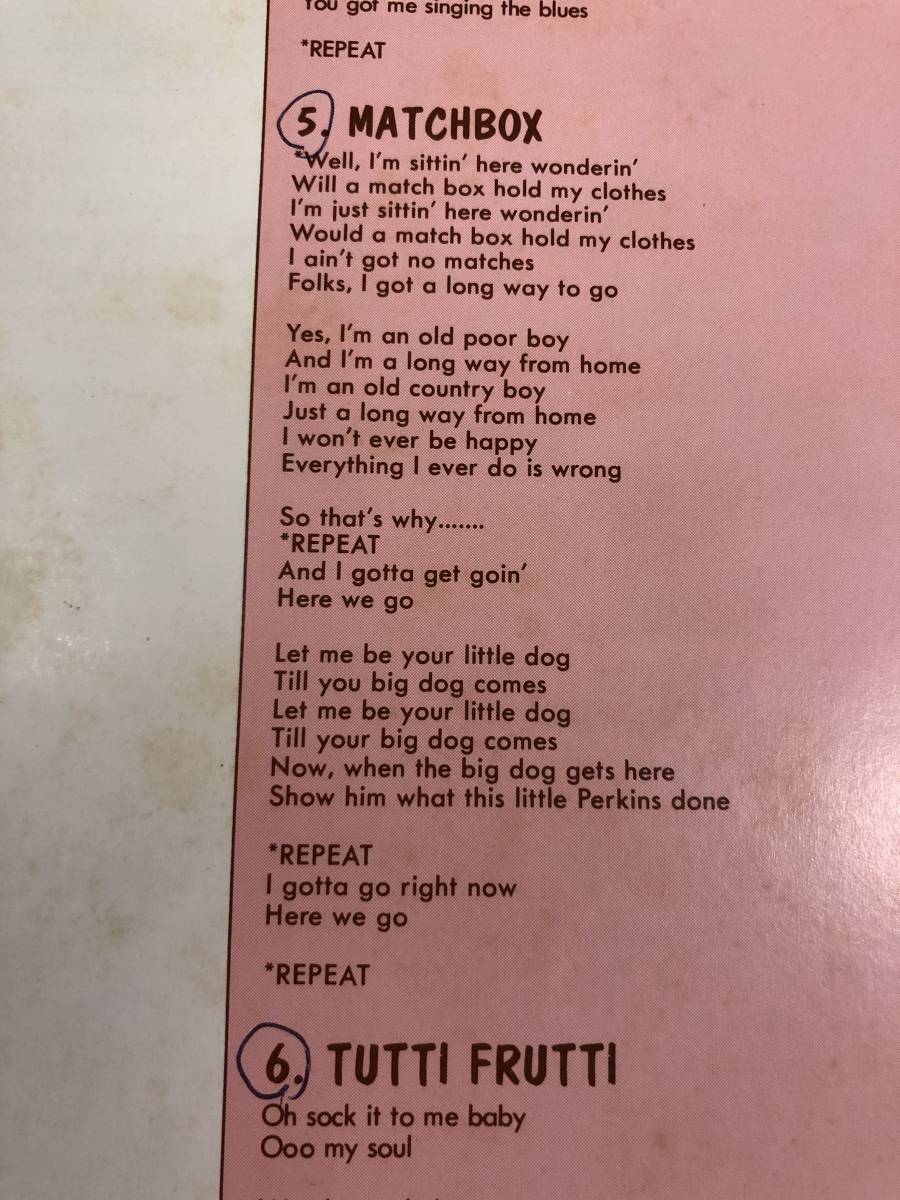 You got me singing the blues
*REPEAT
5. MATCHBOX
*Well, I'm sittin' here wonderin'
Will a match box hold my clothes
I'm just sittin' here wonderin'
Would a match box hold my clothes
I ain't got no matches
Folks, I got a long way to go
Yes, I'm an old poor boy
And I'm a long way from home
I'm an old country boy
Just a long way from home
I won't ever be happy
Everything I ever do is wrong
So that's why.......
*REPEAT
And I gotta get goin'
Here we go
Let me be your little dog
Till you big dog comes
Let me be your little dog
Till your big dog comes
Now, when the big dog gets here
Show him what this little Perkins done
*REPEAT
I gotta go right now
Here we go
*REPEAT
6. TUTTI FRUTTI
Oh sock it to me baby
Ooo my soul